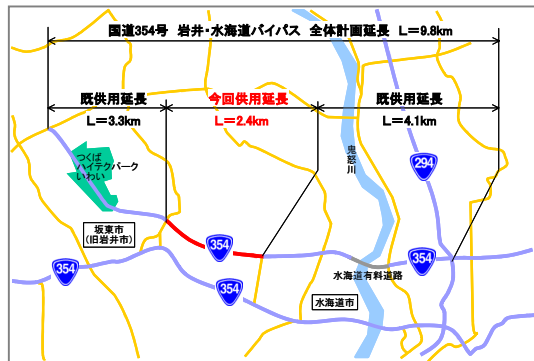 国道354号 岩井・水海道バイパス 全体計画延長 L=9.8km
既供用延長
L=3.3km
今回供用延長
L=2.4km
既供用延長
L=4.1km
つくば
ハイテクパーク
いわい
鬼怒川
294
坂東市
(旧岩井市)
354
354
水海道有料道路
354
354
水海道市